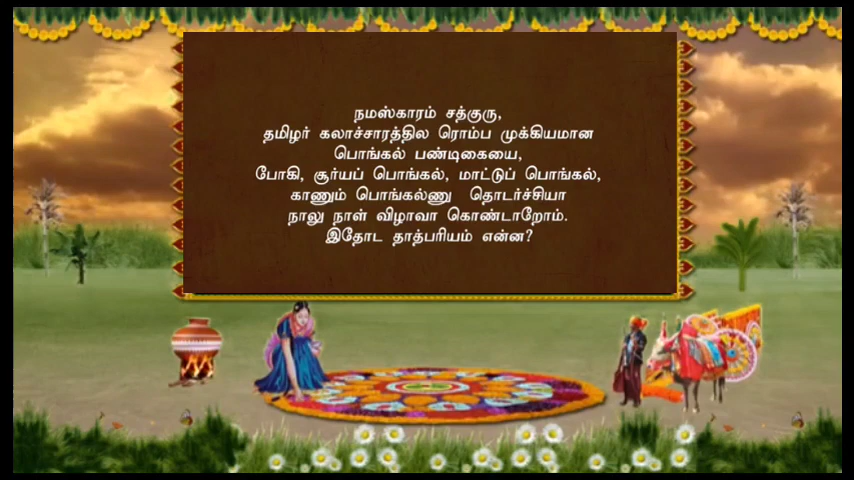 நமஸ்காரம் சத்குரு,
தமிழர் கலாச்சாரத்தில ரொம்ப முக்கியமான
பொங்கல் பண்டிகையை,
போகி, சூர்யப் பொங்கல், மாட்டுப் பொங்கல்,
காணும் பொங்கல்ணு தொடர்ச்சியா
நாலு நாள் விழாவா கொண்டாறோம்.
இதோட தாத்பரியம் என்ன?